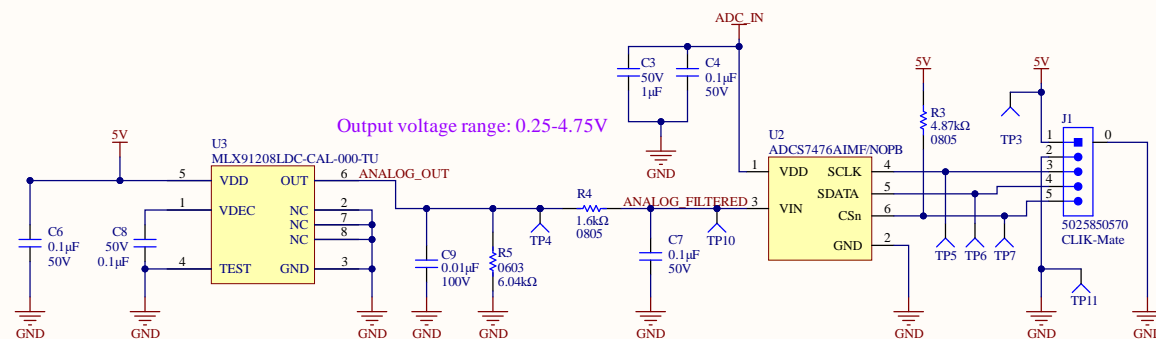 ADC_IN
C3
50V
1µF
C4
0.1µF
50V
GND
Output voltage range: 0.25-4.75V
5V
R3
4.87kΩ
0805
5V
TP3
J1
1
2
3
4
5
0
5025850570
CLIK-Mate
5V
U3
MLX91208LDC-CAL-000-TU
5
VDD
OUT
6
ANALOG_OUT
1
VDEC
NC
2
NC
7
NC
8
4
TEST
GND
3
C6
0.1µF
50V
C8
50V
0.1µF
C9
0.01µF
100V
R5
0603
6.04kΩ
TP4
R4
1.6kΩ
0805
ANALOG_FILTERED
C7
0.1µF
50V
TP10
U2
ADCS7476AIMF/NOPB
1
VDD
SCLK
4
SDATA
5
3
VIN
CSn
6
GND
2
TP5
TP6
TP7
TP11
GND
GND
GND
GND
GND
GND
GND
GND
GND